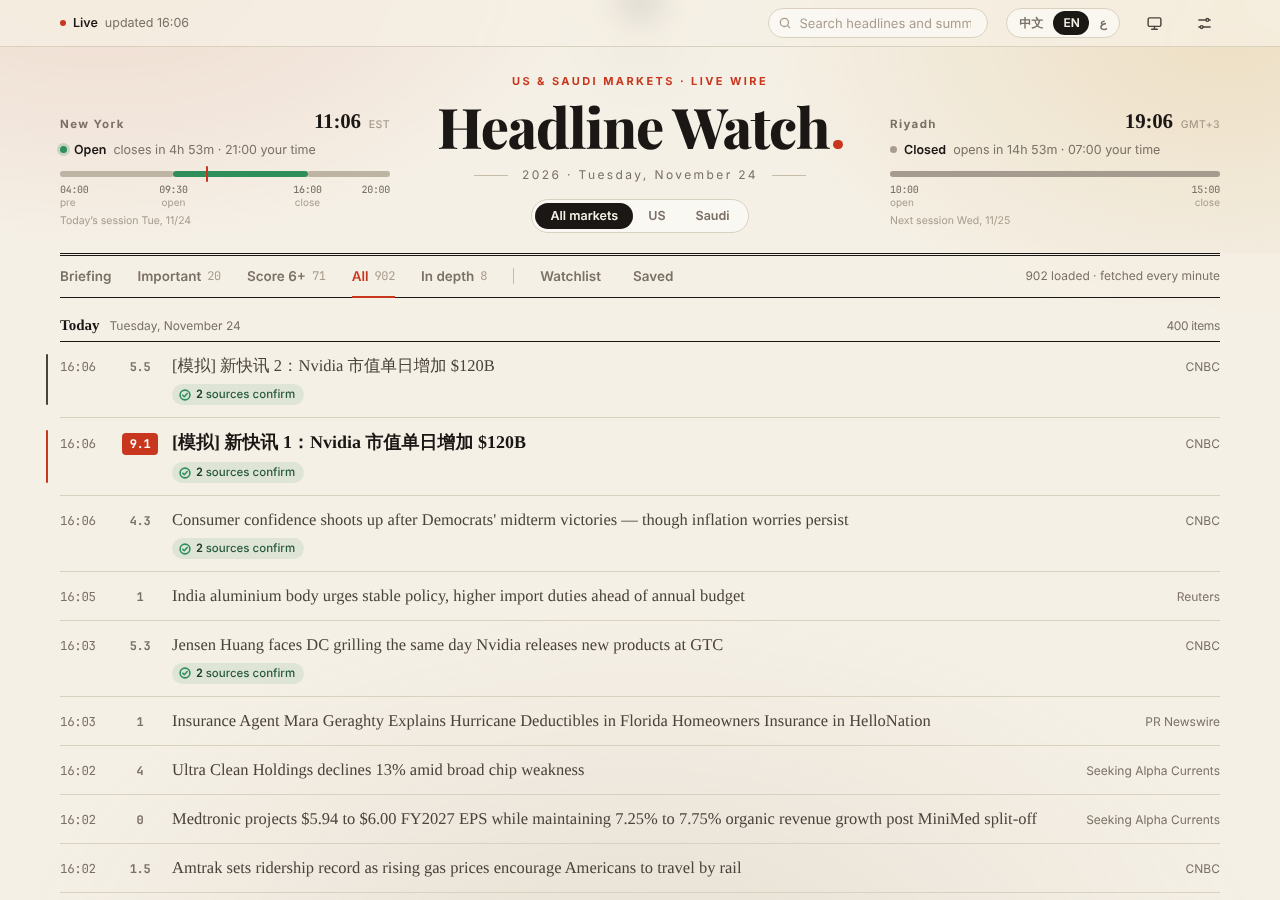 Live updated 16:06
Search headlines and summ
中文 EN ع
US & SAUDI MARKETS · LIVE WIRE
Headline Watch.
2026 · Tuesday, November 24
All markets US Saudi
New York 11:06 EST
Open closes in 4h 53m · 21:00 your time
04:00 09:30 16:00 20:00
pre open close
Today's session Tue, 11/24
Riyadh 19:06 GMT+3
Closed opens in 14h 53m · 07:00 your time
10:00 15:00
open close
Next session Wed, 11/25
Briefing Important 20 Score 6+ 71 All 902 In depth 8 Watchlist Saved 902 loaded · fetched every minute
Today Tuesday, November 24 400 items
16:06 5.5 [模拟] 新快讯 2：Nvidia 市值单日增加 $120B CNBC
2 sources confirm
16:06 9.1 [模拟] 新快讯 1：Nvidia 市值单日增加 $120B CNBC
2 sources confirm
16:06 4.3 Consumer confidence shoots up after Democrats' midterm victories — though inflation worries persist CNBC
2 sources confirm
16:05 1 India aluminium body urges stable policy, higher import duties ahead of annual budget Reuters
16:03 5.3 Jensen Huang faces DC grilling the same day Nvidia releases new products at GTC CNBC
2 sources confirm
16:03 1 Insurance Agent Mara Geraghty Explains Hurricane Deductibles in Florida Homeowners Insurance in HelloNation PR Newswire
16:02 4 Ultra Clean Holdings declines 13% amid broad chip weakness Seeking Alpha Currents
16:02 0 Medtronic projects $5.94 to $6.00 FY2027 EPS while maintaining 7.25% to 7.75% organic revenue growth post MiniMed split-off Seeking Alpha Currents
16:02 1.5 Amtrak sets ridership record as rising gas prices encourage Americans to travel by rail CNBC